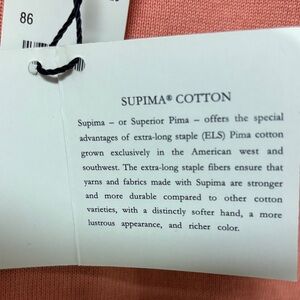 86
SUPIMA® COTTON
Supima – or Superior Pima – offers the special
advantages of extra-long staple (ELS) Pima cotton
grown exclusively in the American west and
southwest. The extra-long staple fibers ensure that
yarns and fabrics made with Supima are stronger
and more durable compared to other cotton
varieties, with a distinctly softer hand, a more
lustrous appearance, and richer color.